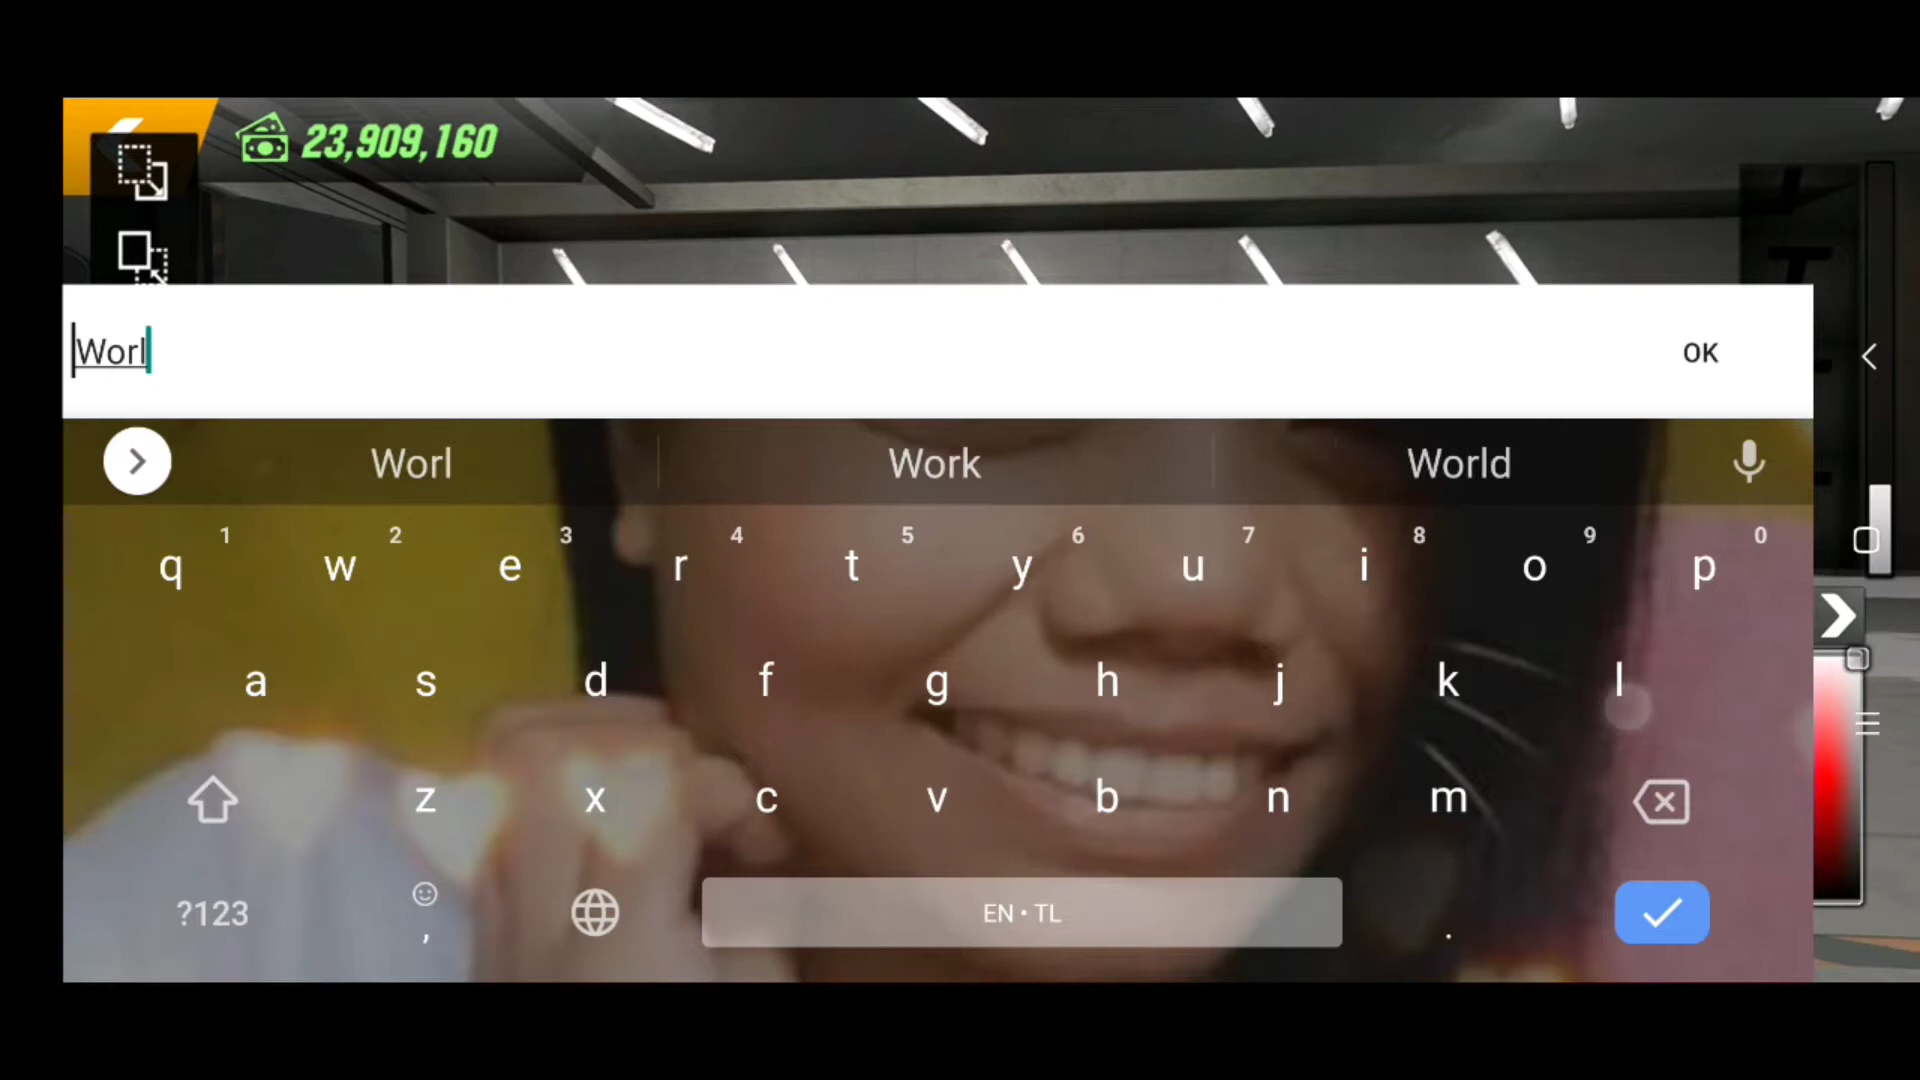 23,909,160
Worl OK
Worl Work World
1 2 3 4 5 6 7 8 9 0
q w e r t y u i o p
a s d f g h j k l
z x c v b n m
?123 , EN • TL .